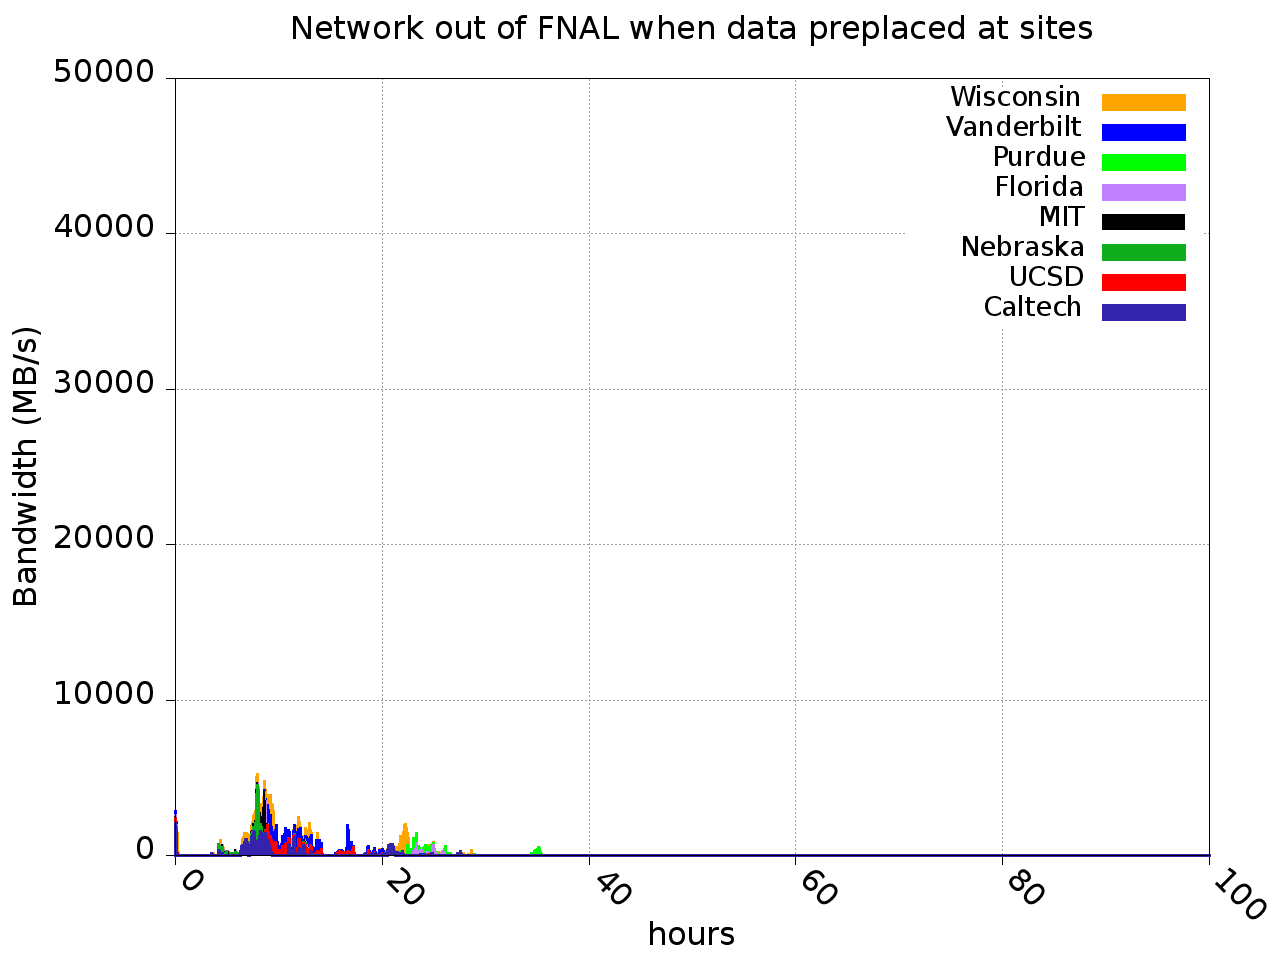 Network out of FNAL when data preplaced at sites
50000
40000
30000
20000
10000
0
Bandwidth (MB/s)
Wisconsin
Vanderbilt
Purdue
Florida
MIT
Nebraska
UCSD
Caltech
0
20
40
60
80
100
hours